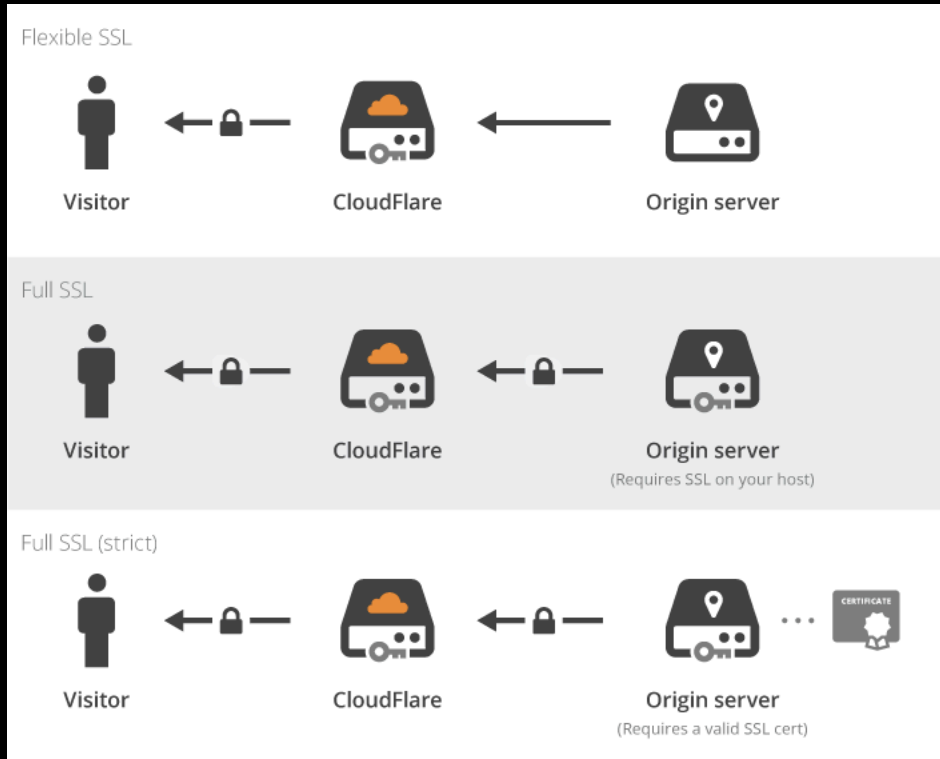 Flexible SSL
Visitor
CloudFlare
Origin server
Full SSL
Visitor
CloudFlare
Origin server
(Requires SSL on your host)
Full SSL (strict)
CERTIFICATE
Visitor
CloudFlare
Origin server
(Requires a valid SSL cert)